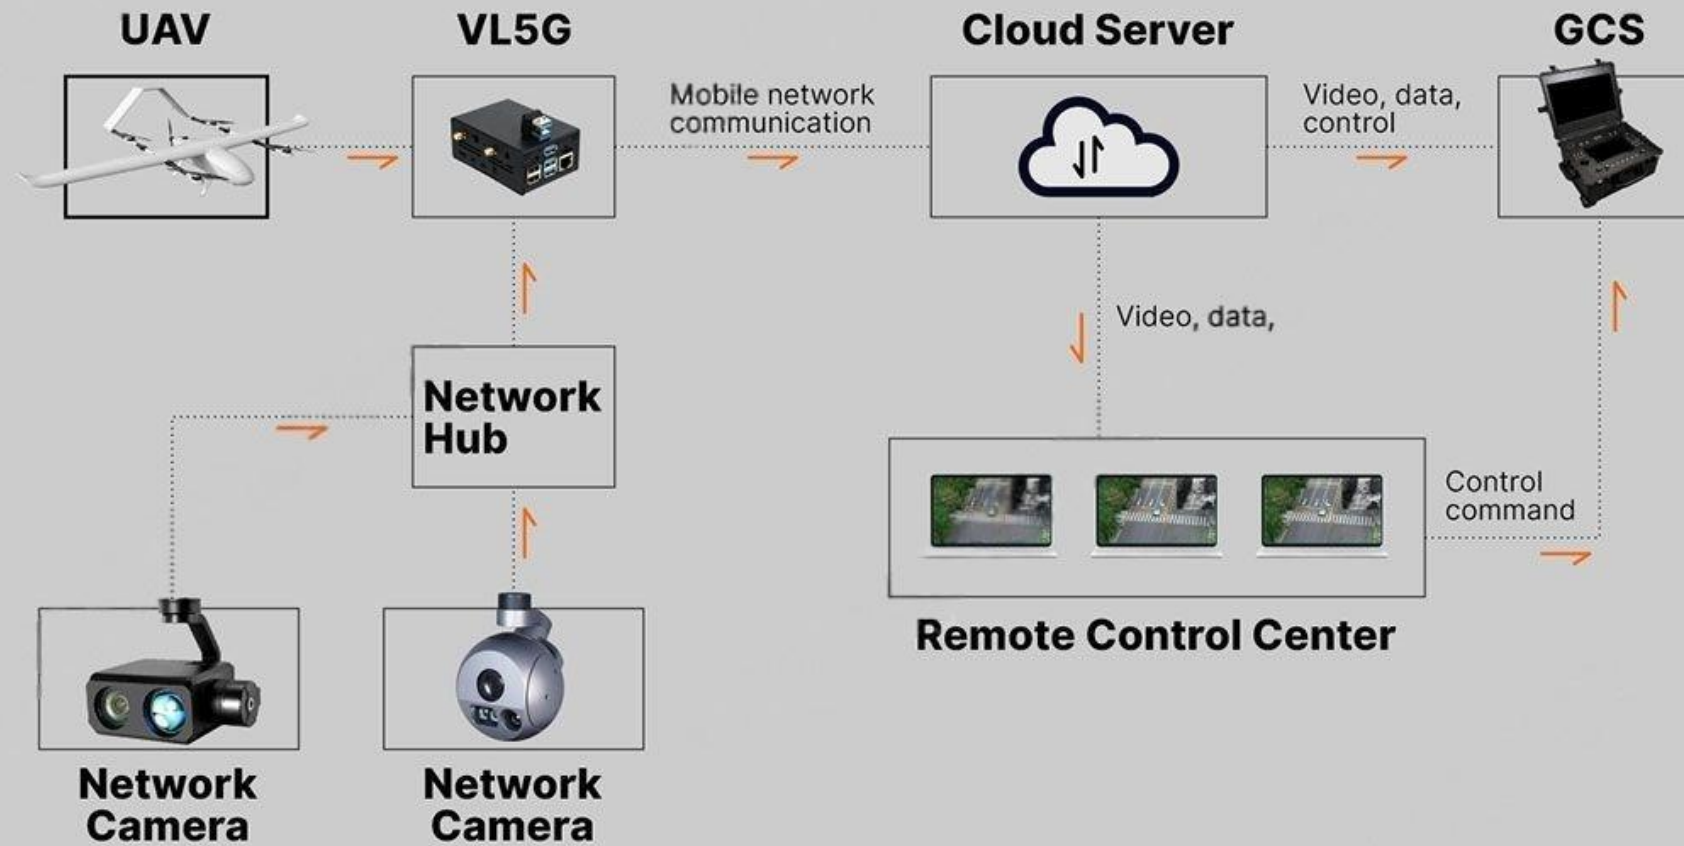 UAV
VL5G
Cloud Server
GCS
Mobile network
communication
Video, data,
control
Video, data,
Network
Hub
Control
command
Remote Control Center
Network
Camera
Network
Camera